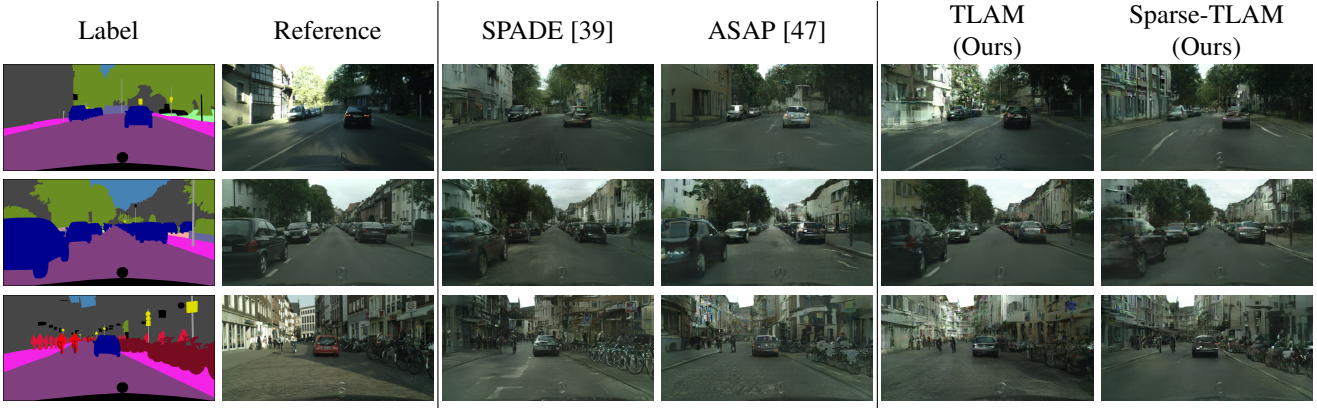 Label
Reference
SPADE [39]
ASAP [47]
TLAM
(Ours)
Sparse-TLAM
(Ours)